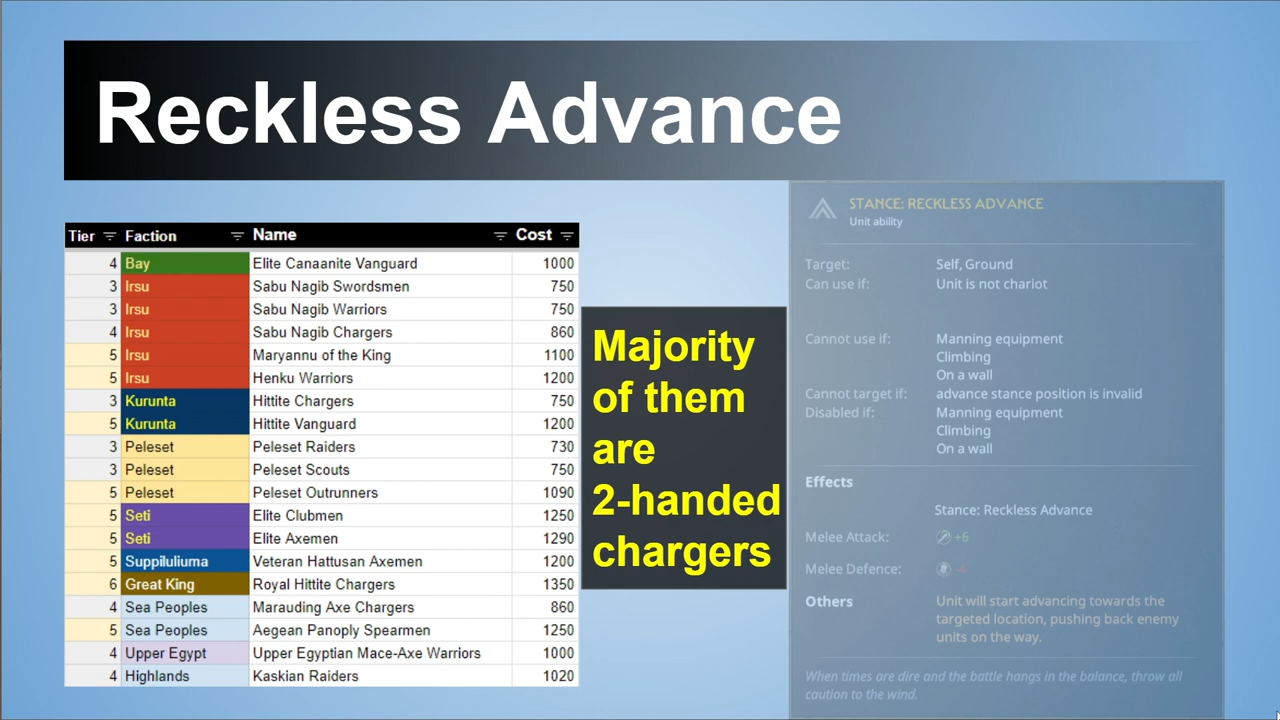 Reckless Advance
Tier Faction Name Cost
4 Bay Elite Canaanite Vanguard 1000
3 Irsu Sabu Nagib Swordsmen 750
3 Irsu Sabu Nagib Warriors 750
4 Irsu Sabu Nagib Chargers 860
5 Irsu Maryannu of the King 1100
5 Irsu Henku Warriors 1200
3 Kurunta Hittite Chargers 750
5 Kurunta Hittite Vanguard 1200
3 Peleset Peleset Raiders 730
3 Peleset Peleset Scouts 750
5 Peleset Peleset Outrunners 1090
5 Seti Elite Clubmen 1250
5 Seti Elite Axemen 1290
5 Suppiluliuma Veteran Hattusan Axemen 1200
6 Great King Royal Hittite Chargers 1350
4 Sea Peoples Marauding Axe Chargers 860
5 Sea Peoples Aegean Panoply Spearmen 1250
4 Upper Egypt Upper Egyptian Mace-Axe Warriors 1000
4 Highlands Kaskian Raiders 1020
Majority
of them
are
2-handed
chargers
STANCE: RECKLESS ADVANCE
Unit ability
Target: Self, Ground
Can use if: Unit is not chariot
Cannot use if: Manning equipment
Climbing
On a wall
Cannot target if: advance stance position is invalid
Disabled if: Manning equipment
Climbing
On a wall
Effects
Stance: Reckless Advance
Melee Attack: +6
Melee Defence: -4
Others Unit will start advancing towards the
targeted location, pushing back enemy
units on the way.
When times are dire and the battle hangs in the balance, throw all
caution to the wind.